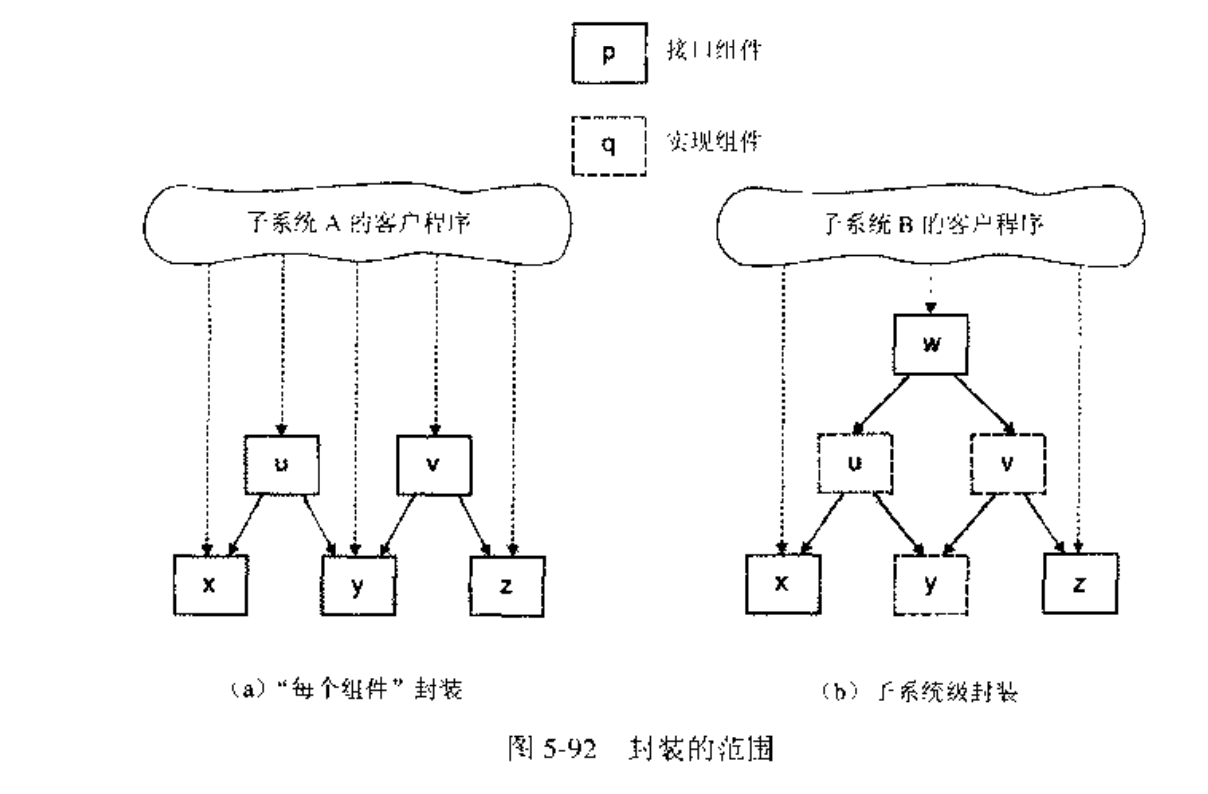 p 接口组件
q 实现组件
子系统 A 的客户程序
子系统 B 的客户程序
w
u v
u v
x y z
x y z
(a)“每个组件”封装
(b)子系统级封装
图 5-92 封装的范围